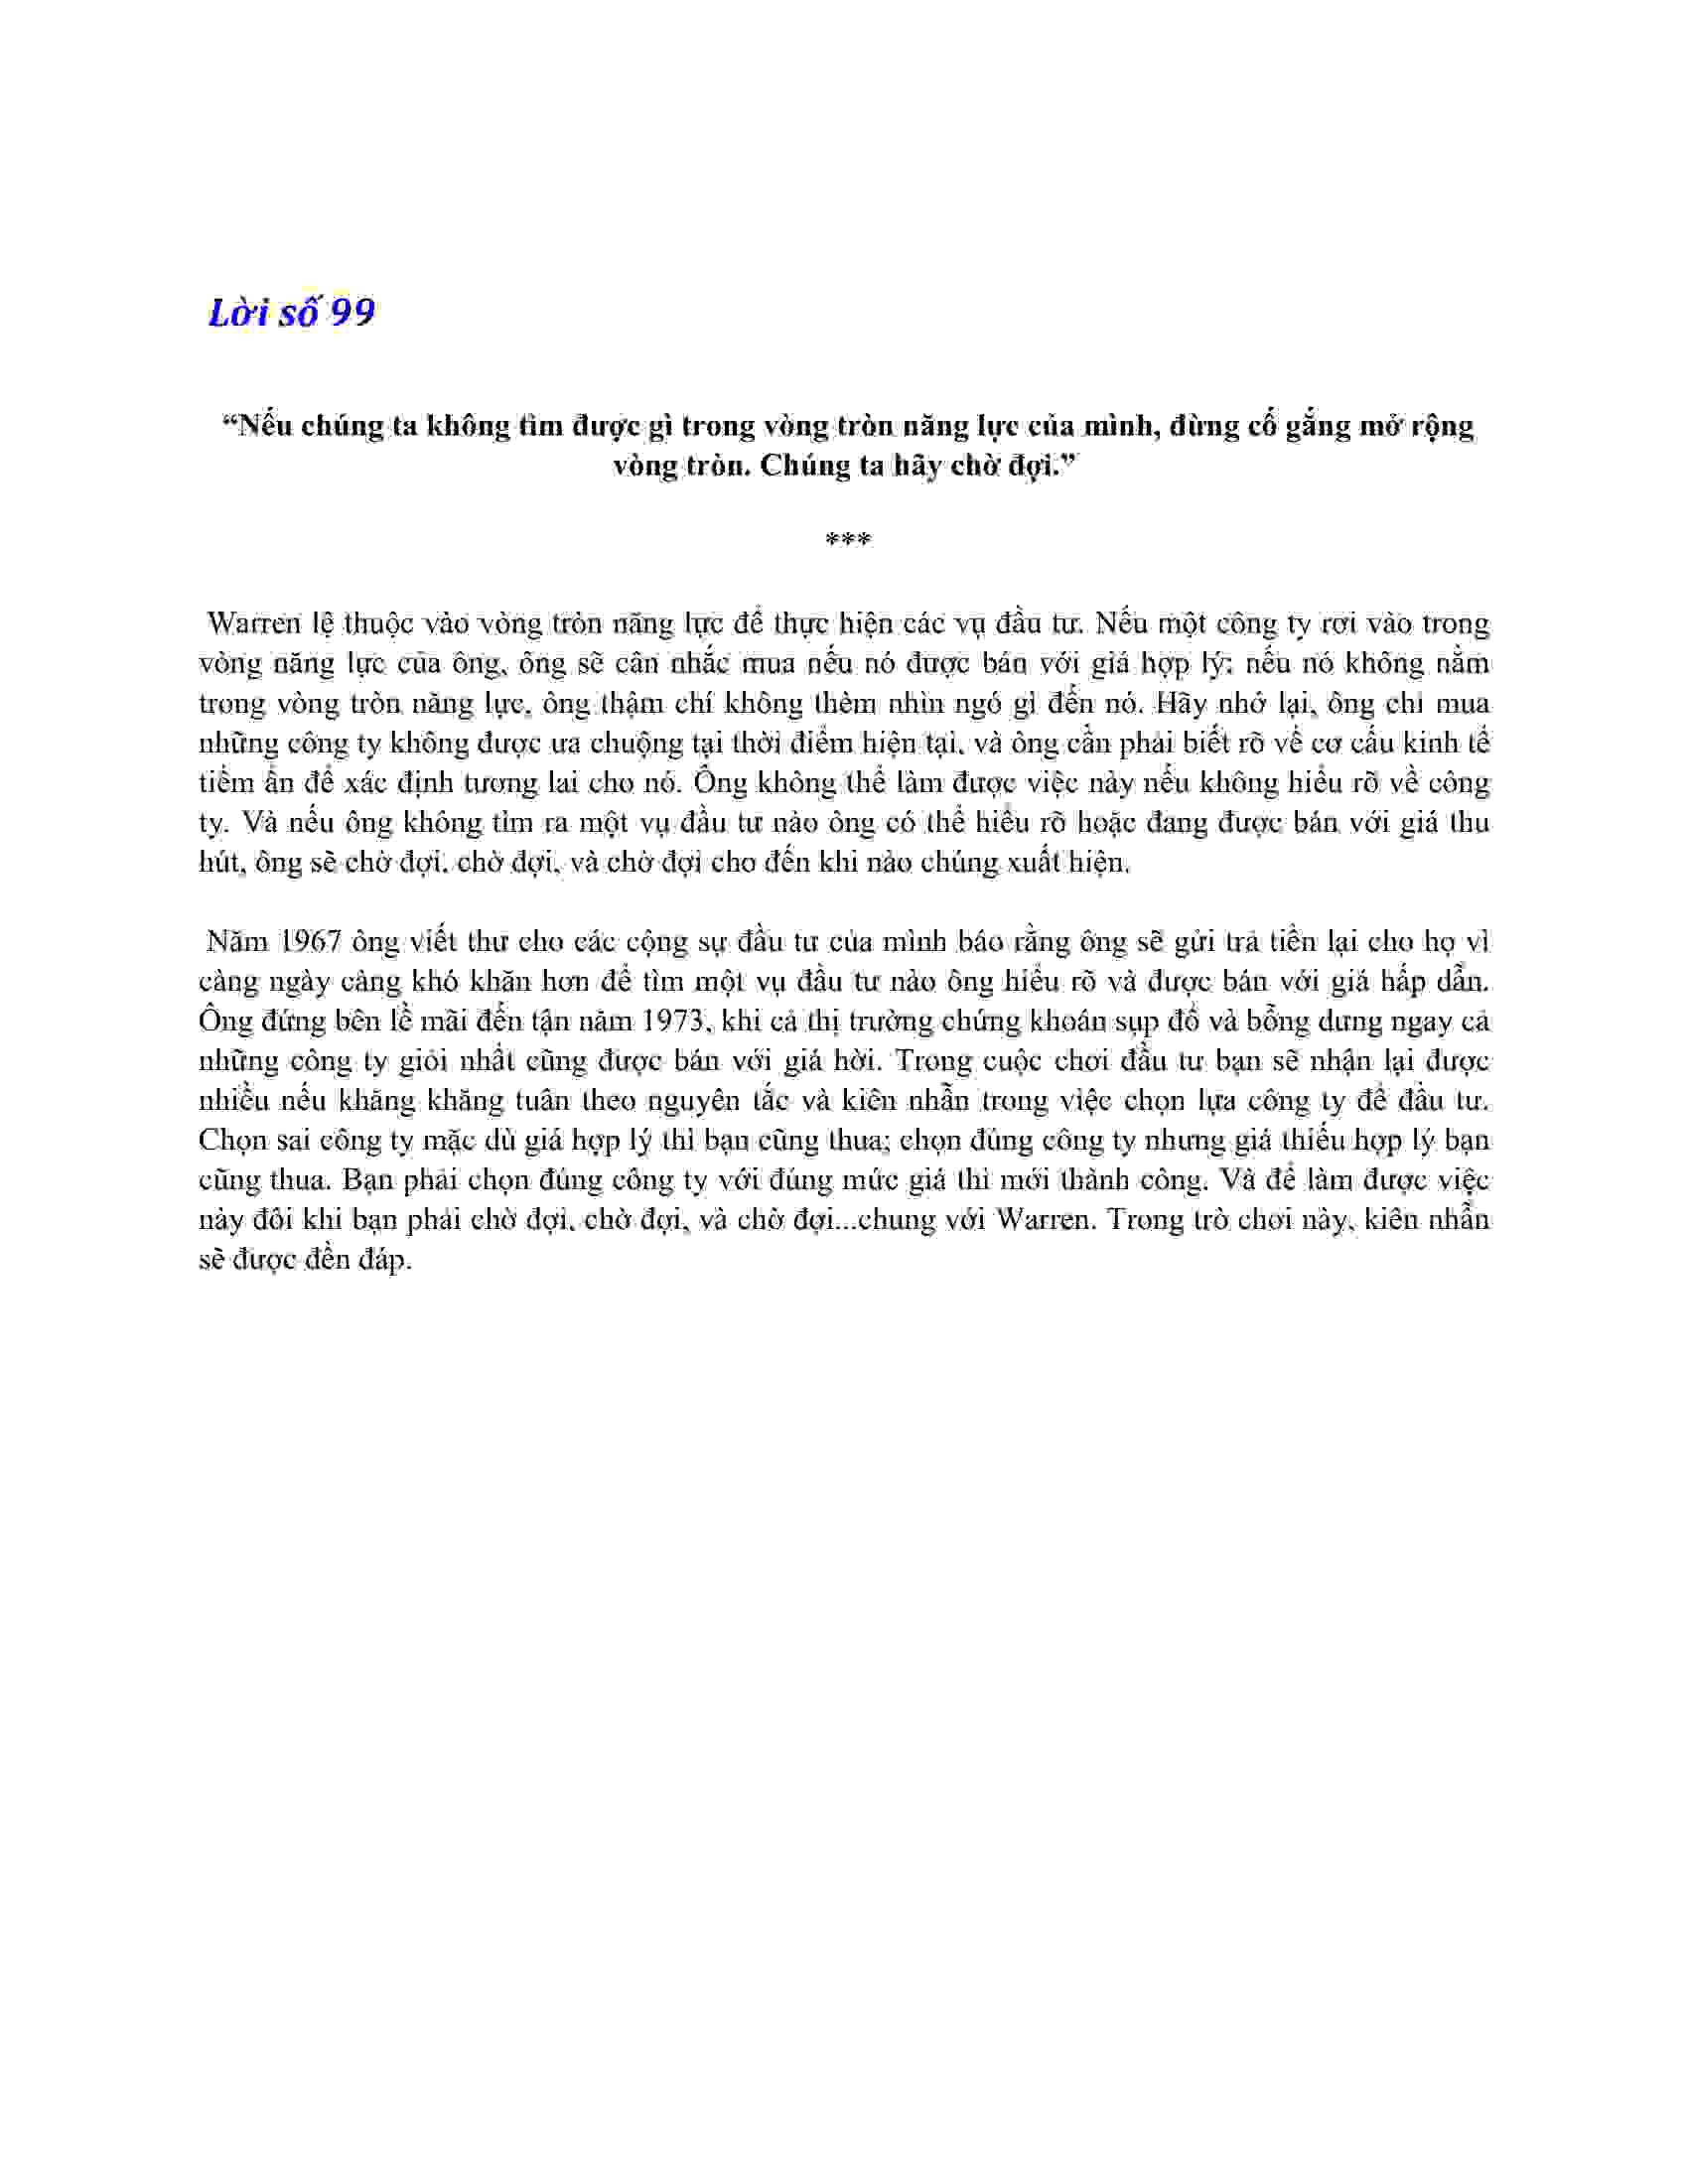 Lời số 99
“Nếu chúng ta không tìm được gì trong vòng tròn năng lực của mình, đừng cố gắng mở rộng
vòng tròn. Chúng ta hãy chờ đợi.”
***
Warren lệ thuộc vào vòng tròn năng lực để thực hiện các vụ đầu tư. Nếu một công ty rơi vào trong
vòng năng lực của ông, ông sẽ cân nhắc mua nếu nó được bán với giá hợp lý; nếu nó không nằm
trong vòng tròn năng lực, ông thậm chí không thèm nhìn ngó gì đến nó. Hãy nhớ lại, ông chỉ mua
những công ty không được ưa chuộng tại thời điểm hiện tại, và ông cần phải biết rõ về cơ cấu kinh tế
tiềm ẩn để xác định tương lai cho nó. Ông không thể làm được việc này nếu không hiểu rõ về công
ty. Và nếu ông không tìm ra một vụ đầu tư nào ông có thể hiểu rõ hoặc đang được bán với giá thu
hút, ông sẽ chờ đợi, chờ đợi, và chờ đợi cho đến khi nào chúng xuất hiện.
Năm 1967 ông viết thư cho các cộng sự đầu tư của mình báo rằng ông sẽ gửi trả tiền lại cho họ vì
càng ngày càng khó khăn hơn để tìm một vụ đầu tư nào ông hiểu rõ và được bán với giá hấp dẫn.
Ông đứng bên lề mãi đến tận năm 1973, khi cả thị trường chứng khoán sụp đổ và bỗng dưng ngay cả
những công ty giỏi nhất cũng được bán với giá hời. Trong cuộc chơi đầu tư bạn sẽ nhận lại được
nhiều nếu khăng khăng tuân theo nguyên tắc và kiên nhẫn trong việc chọn lựa công ty để đầu tư.
Chọn sai công ty mặc dù giá hợp lý thì bạn cũng thua; chọn đúng công ty nhưng giá thiếu hợp lý bạn
cũng thua. Bạn phải chọn đúng công ty với đúng mức giá thì mới thành công. Và để làm được việc
này đôi khi bạn phải chờ đợi, chờ đợi, và chờ đợi...chung với Warren. Trong trò chơi này, kiên nhẫn
sẽ được đền đáp.